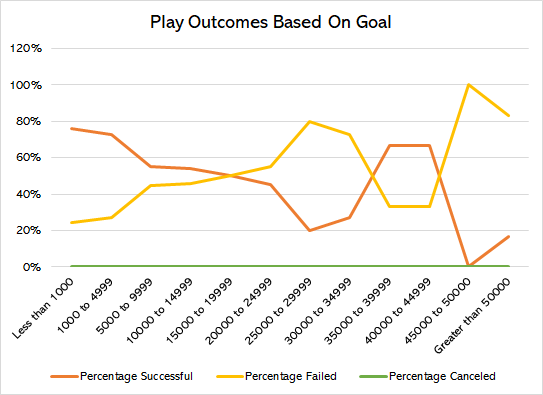 Play Outcomes Based On Goal
120%
100%
80%
60%
40%
20%
0%
Less than 1000
1000 to 4999
5000 to 9999
10000 to 14999
15000 to 19999
20000 to 24999
25000 to 29999
30000 to 34999
35000 to 39999
40000 to 44999
45000 to 50000
Greater than 50000
Percentage Successful
Percentage Failed
Percentage Canceled